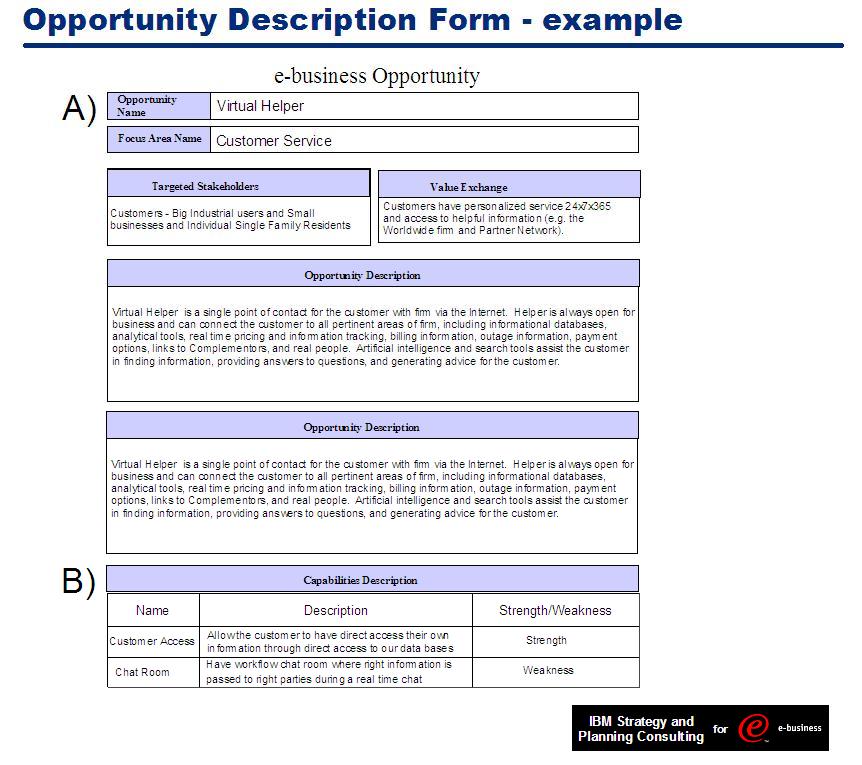 Opportunity Description Form - example
e-business Opportunity
A)
Opportunity
Name
Virtual Helper
Focus Area Name
Customer Service
Targeted Stakeholders
Customers - Big Industrial users and Small
businesses and Individual Single Family Residents
Value Exchange
Customers have personalized service 24x7x365
and access to helpful information (e.g. the
Worldwide firm and Partner Network).
Opportunity Description
Virtual Helper is a single point of contact for the customer with firm via the Internet. Helper is always open for
business and can connect the customer to all pertinent areas of firm, including informational databases,
analytical tools, real time pricing and information tracking, billing information, outage information, payment
options, links to Complementors, and real people. Artificial intelligence and search tools assist the customer
in finding information, providing answers to questions, and generating advice for the customer.
Opportunity Description
Virtual Helper is a single point of contact for the customer with firm via the Internet. Helper is always open for
business and can connect the customer to all pertinent areas of firm, including informational databases,
analytical tools, real time pricing and information tracking, billing information, outage information, payment
options, links to Complementors, and real people. Artificial intelligence and search tools assist the customer
in finding information, providing answers to questions, and generating advice for the customer.
B)
Capabilities Description
Name
Description
Strength/Weakness
Customer Access
Allow the customer to have direct access their own
information through direct access to our data bases
Strength
Chat Room
Have workflow chat room where right information is
passed to right parties during a real time chat
Weakness
IBM Strategy and
Planning Consulting
for
e
e-business